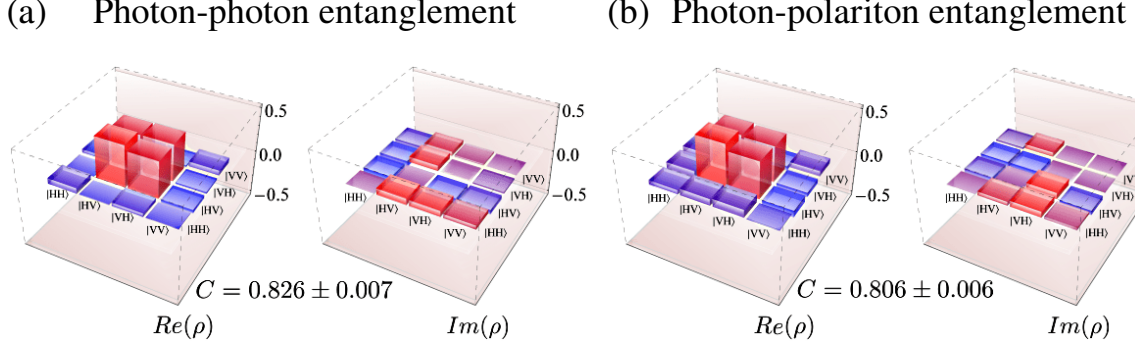 (a) Photon-photon entanglement
(b) Photon-polariton entanglement
0.5
0.0
−0.5
|HH⟩
|HV⟩
|VH⟩
|VV⟩
|VV⟩
|VH⟩
|HV⟩
|HH⟩
0.5
0.0
−0.5
|HH⟩
|HV⟩
|VH⟩
|VV⟩
|VV⟩
|VH⟩
|HV⟩
|HH⟩
C = 0.826 ± 0.007
Re(ρ)
Im(ρ)
0.5
0.0
−0.5
|HH⟩
|HV⟩
|VH⟩
|VV⟩
|VV⟩
|VH⟩
|HV⟩
|HH⟩
|HH⟩
|HV⟩
|VH⟩
|VV⟩
|VH⟩
|HV⟩
|HH⟩
C = 0.806 ± 0.006
Re(ρ)
Im(ρ)